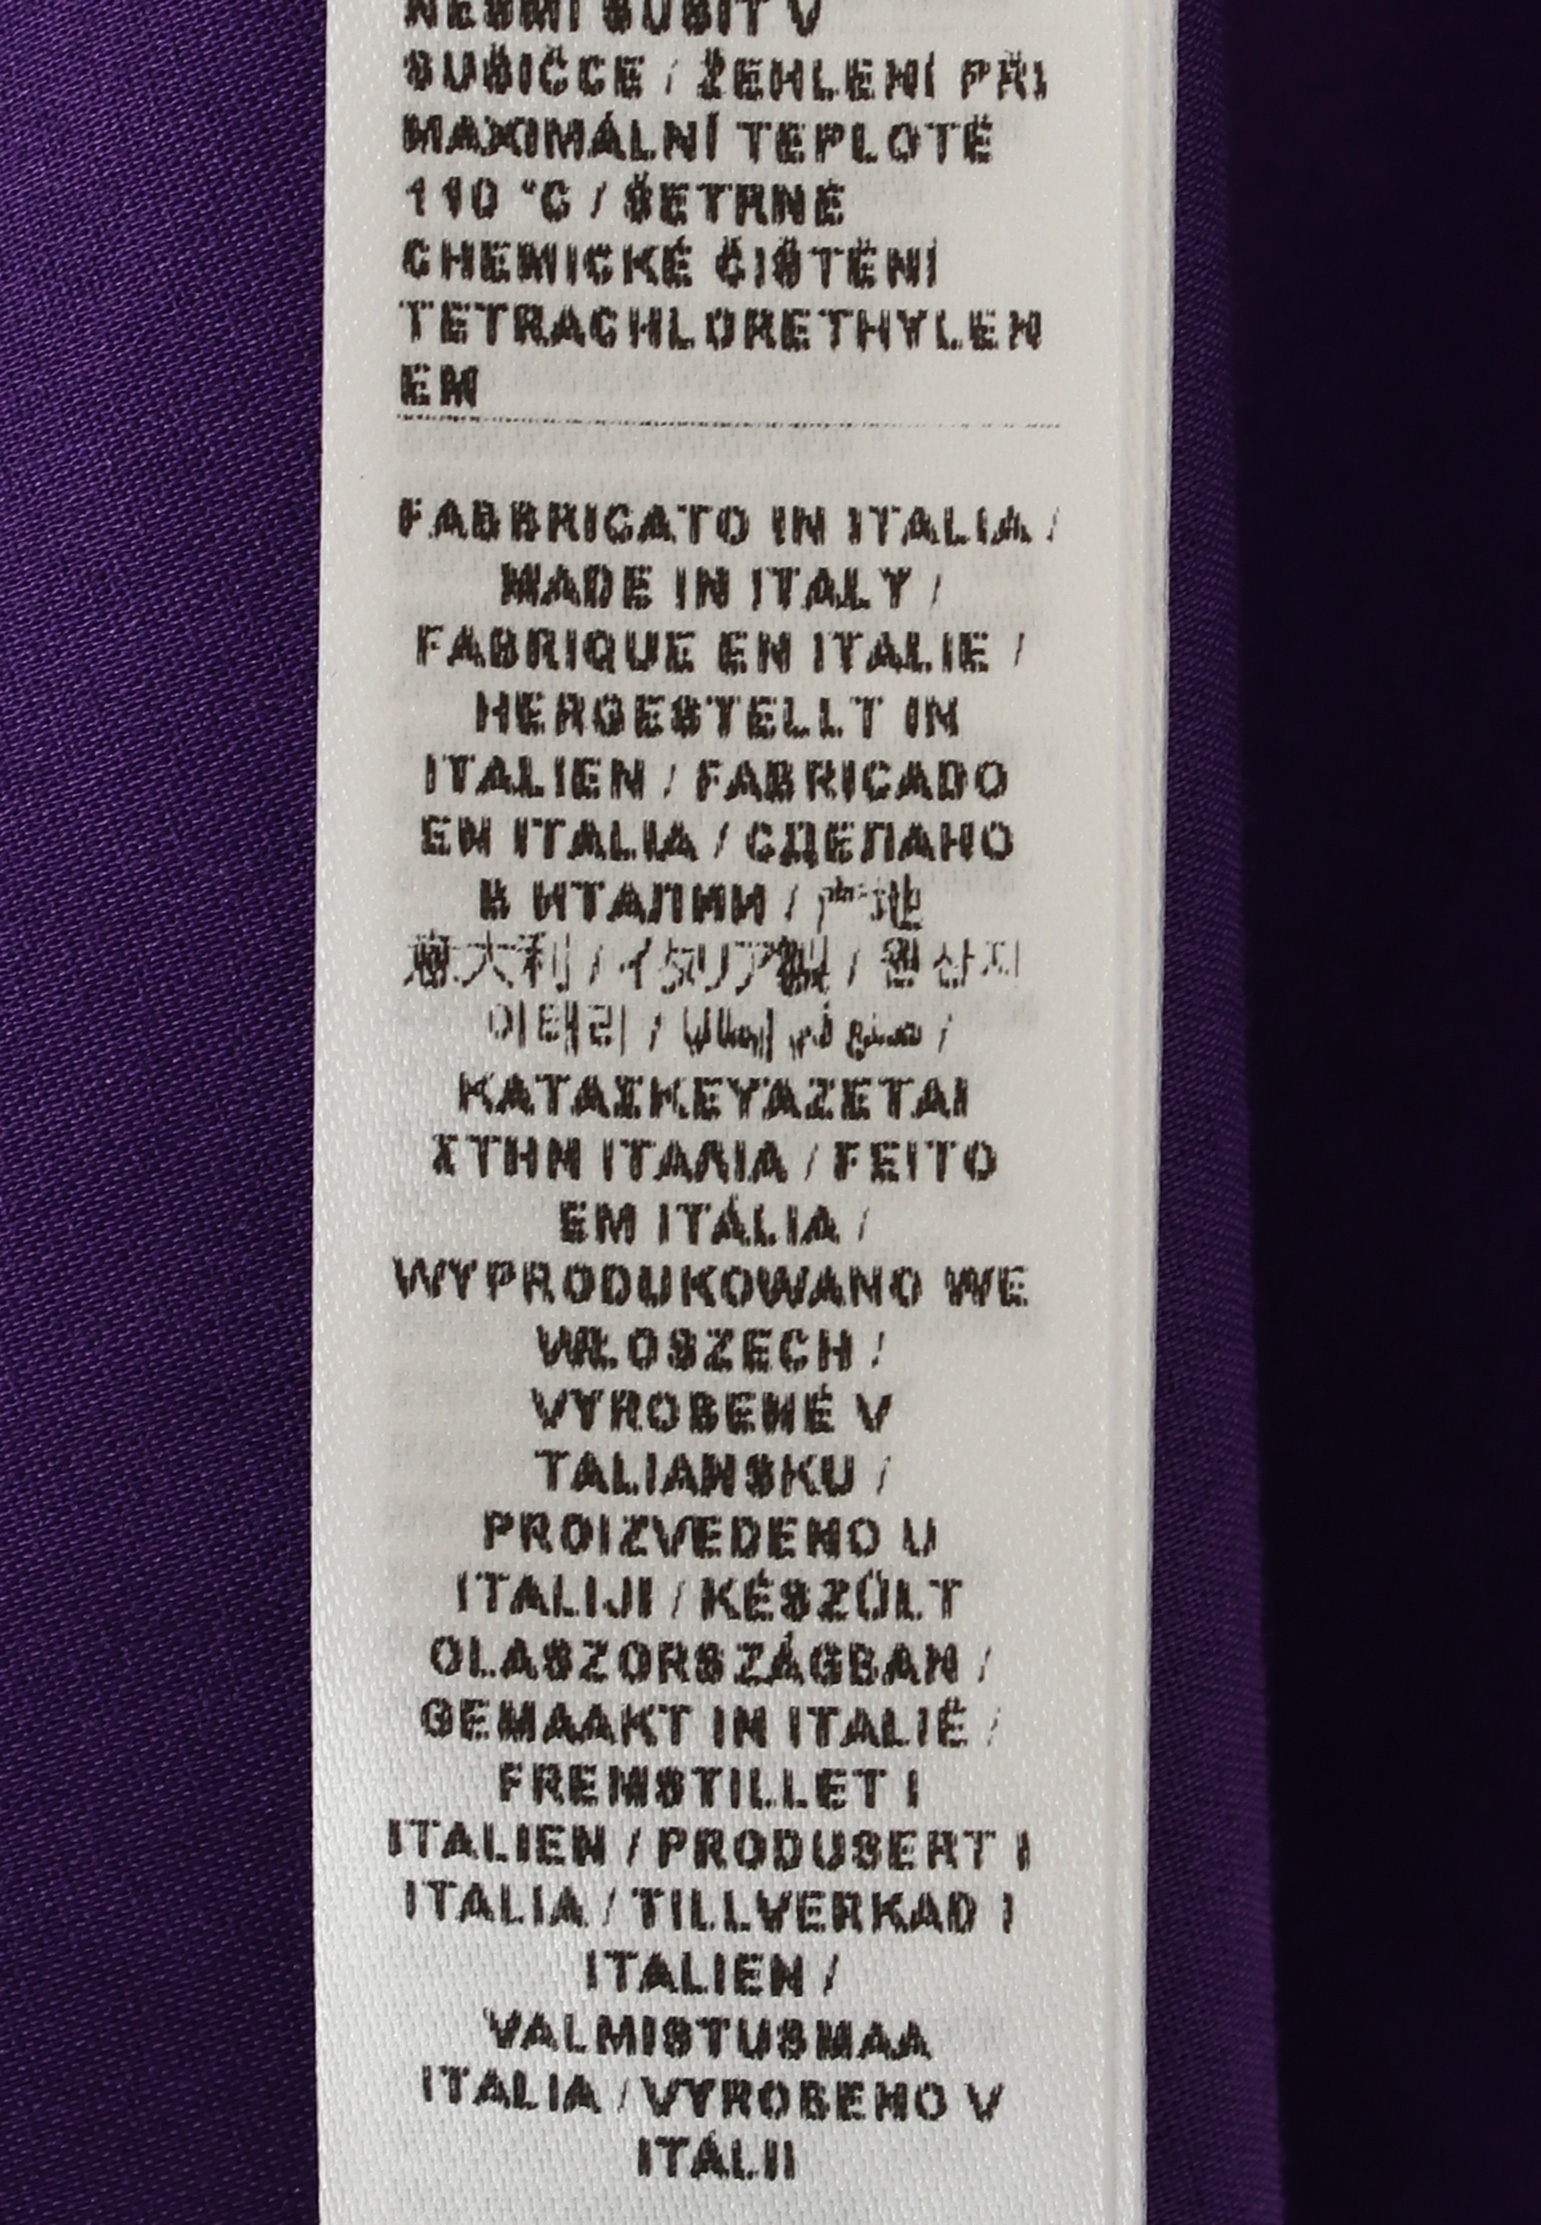 NESMÍ SUŠIT V
SUŠIČCE / ŽEHLENÍ PŘI
MAXIMÁLNÍ TEPLOTĚ
110 °C / ŠETRNÉ
CHEMICKÉ ČIŠTĚNÍ
TETRACHLORETHYLEN
EM
FABBRICATO IN ITALIA /
MADE IN ITALY /
FABRIQUE EN ITALIE /
HERGESTELLT IN
ITALIEN / FABRICADO
EN ITALIA / СДЕЛАНО
В ИТАЛИИ / 产地
意大利 / イタリア製 / 원산지
이태리 / /
ΚΑΤΑΣΚΕΥΑΖΕΤΑΙ
ΣΤΗΝ ΙΤΑΛΙΑ / FEITO
EM ITÁLIA /
WYPRODUKOWANO WE
WŁOSZECH /
VYROBENÉ V
TALIANSKU /
PROIZVEDENO U
ITALIJI / KÉSZÜLT
OLASZORSZÁGBAN /
GEMAAKT IN ITALIË /
FREMSTILLET I
ITALIEN / PRODUSERT I
ITALIA / TILLVERKAD I
ITALIEN /
VALMISTUSMAA
ITALIA / VYROBENO V
ITÁLII